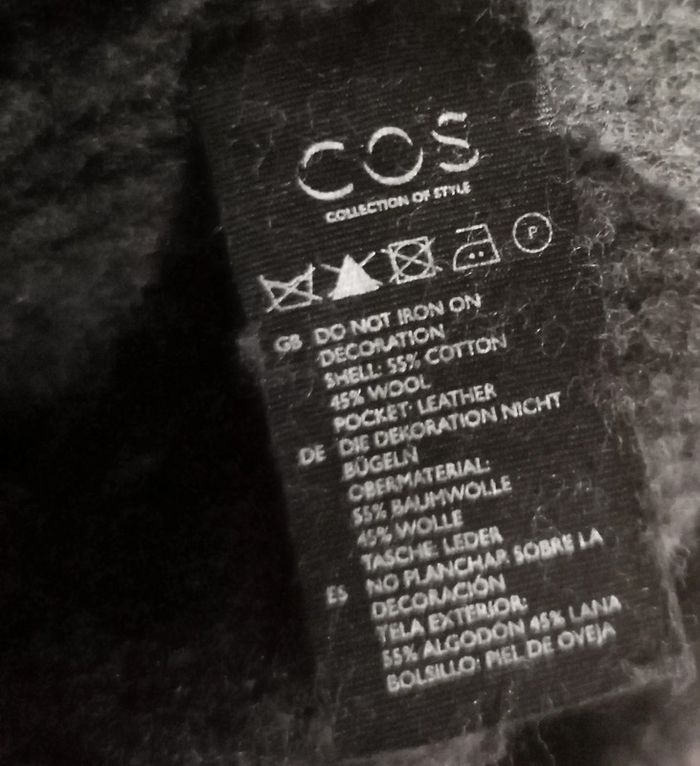 COS
COLLECTION OF STYLE
P
GB DO NOT IRON ON
DECORATION
SHELL: 55% COTTON
45% WOOL
POCKET: LEATHER
DE DIE DEKORATION NICHT
BÜGELN
OBERMATERIAL:
55% BAUMWOLLE
45% WOLLE
TASCHE: LEDER
ES NO PLANCHAR SOBRE LA
DECORACIÓN
TELA EXTERIOR:
55% ALGODÓN 45% LANA
BOLSILLO: PIEL DE OVEJA